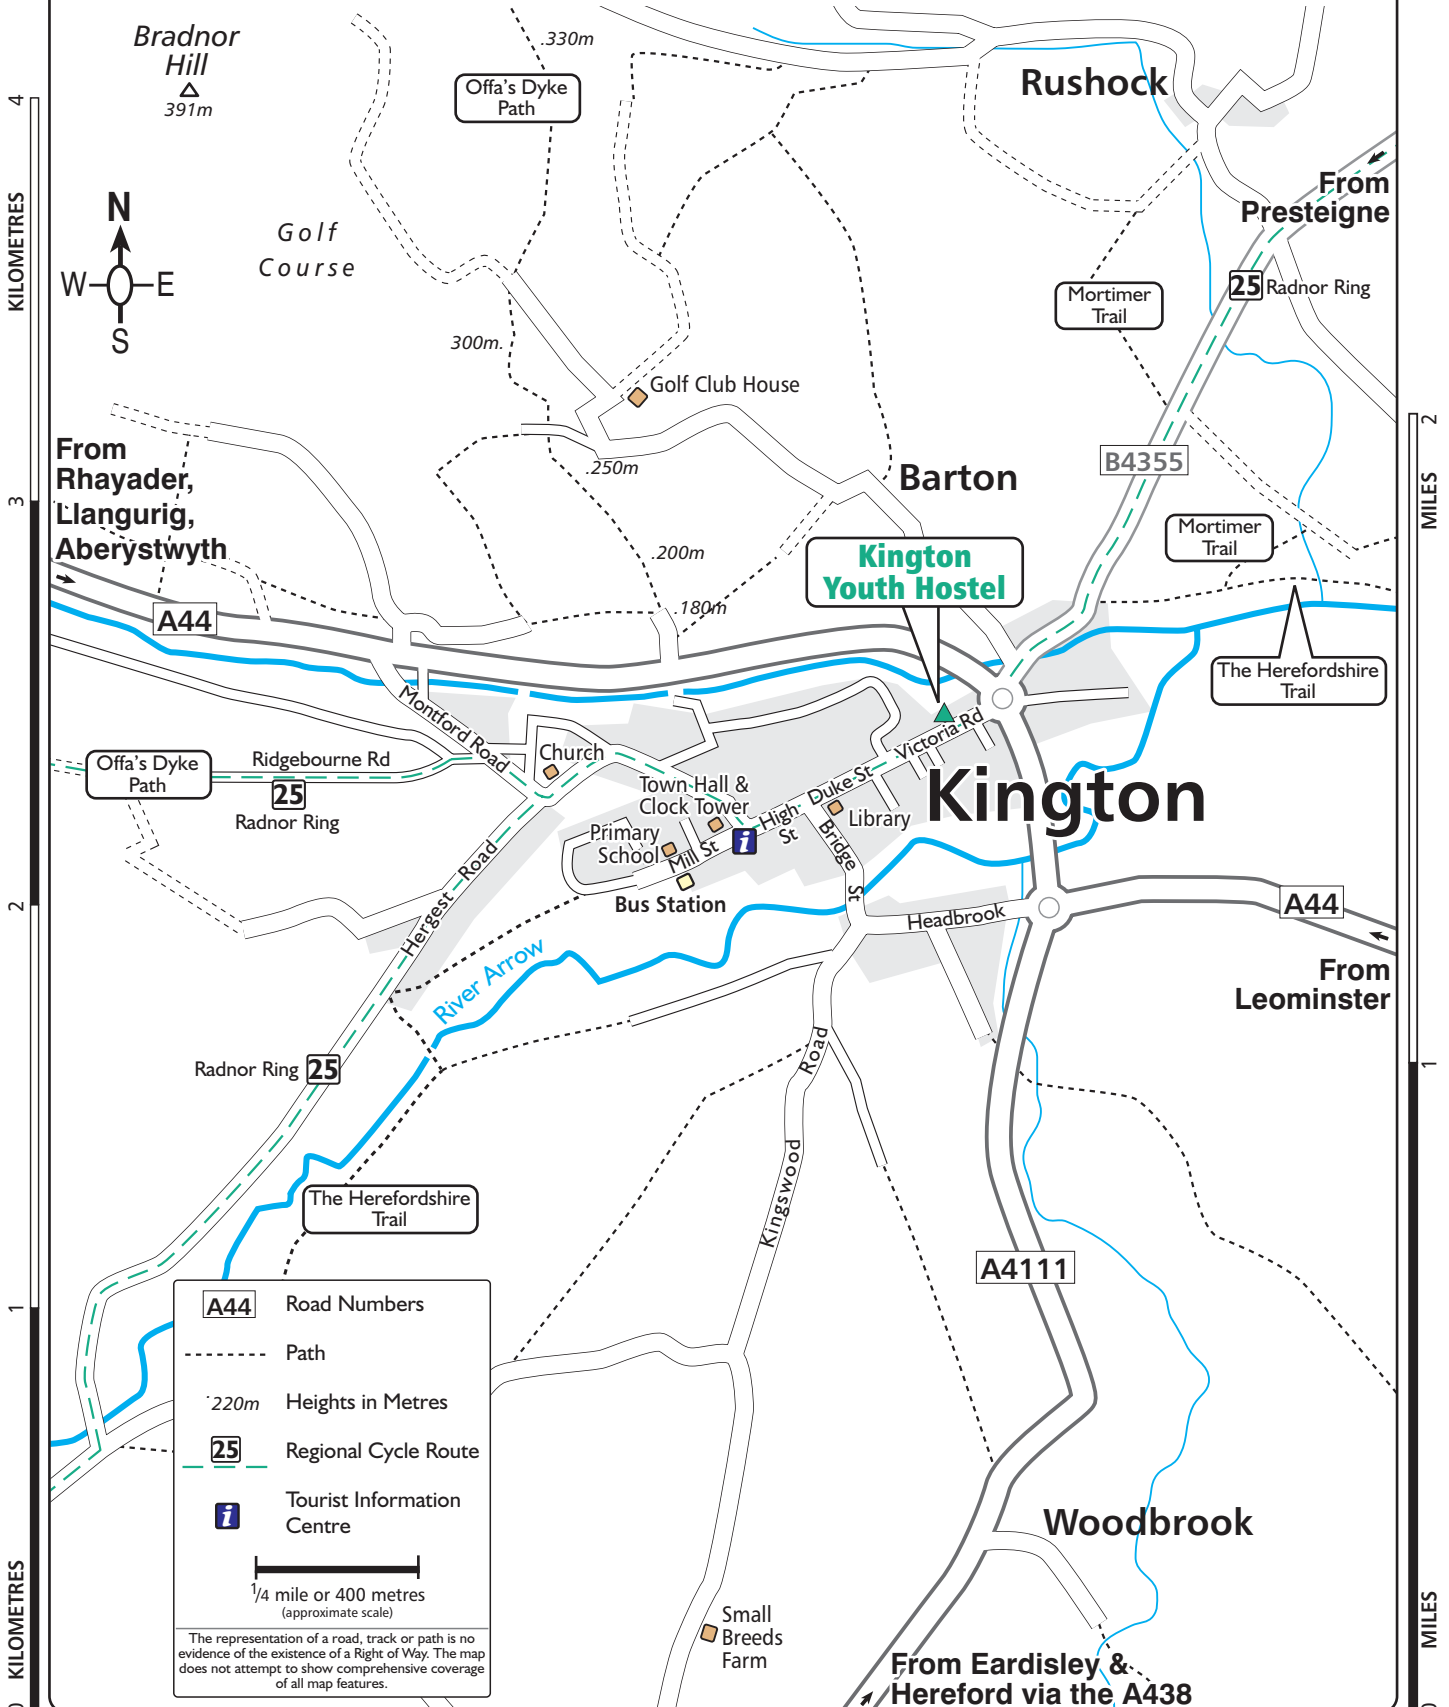 Bradnor
Hill
391m
.330m
Offa's Dyke
Path
Rushock
4
KILOMETRES
N
W
E
S
Golf
Course
From
Presteigne
25
Radnor Ring
Mortimer
Trail
300m.
Golf Club House
From
Rhayader,
Llangurig,
Aberystwyth
.250m
Barton
B4355
2
MILES
3
Mortimer
Trail
.200m
Kington
Youth Hostel
.180m
A44
The Herefordshire
Trail
Montford Road
Victoria Rd
Church
Ridgebourne Rd
Offa's Dyke
Path
25
Radnor Ring
Town Hall &
Clock Tower
Duke St
High
St
Kington
Library
Primary
School
Mill St
i
Bridge
St
Bus Station
Hergest Road
Headbrook
A44
2
River Arrow
From
Leominster
Radnor Ring
25
Road
Kingswood
1
The Herefordshire
Trail
A4111
1
A44
Road Numbers
Path
.220m
Heights in Metres
25
Regional Cycle Route
i
Tourist Information
Centre
1/4 mile or 400 metres
(approximate scale)
The representation of a road, track or path is no
evidence of the existence of a Right of Way. The map
does not attempt to show comprehensive coverage
of all map features.
Woodbrook
Small
Breeds
Farm
KILOMETRES
MILES
From Eardisley &
Hereford via the A438